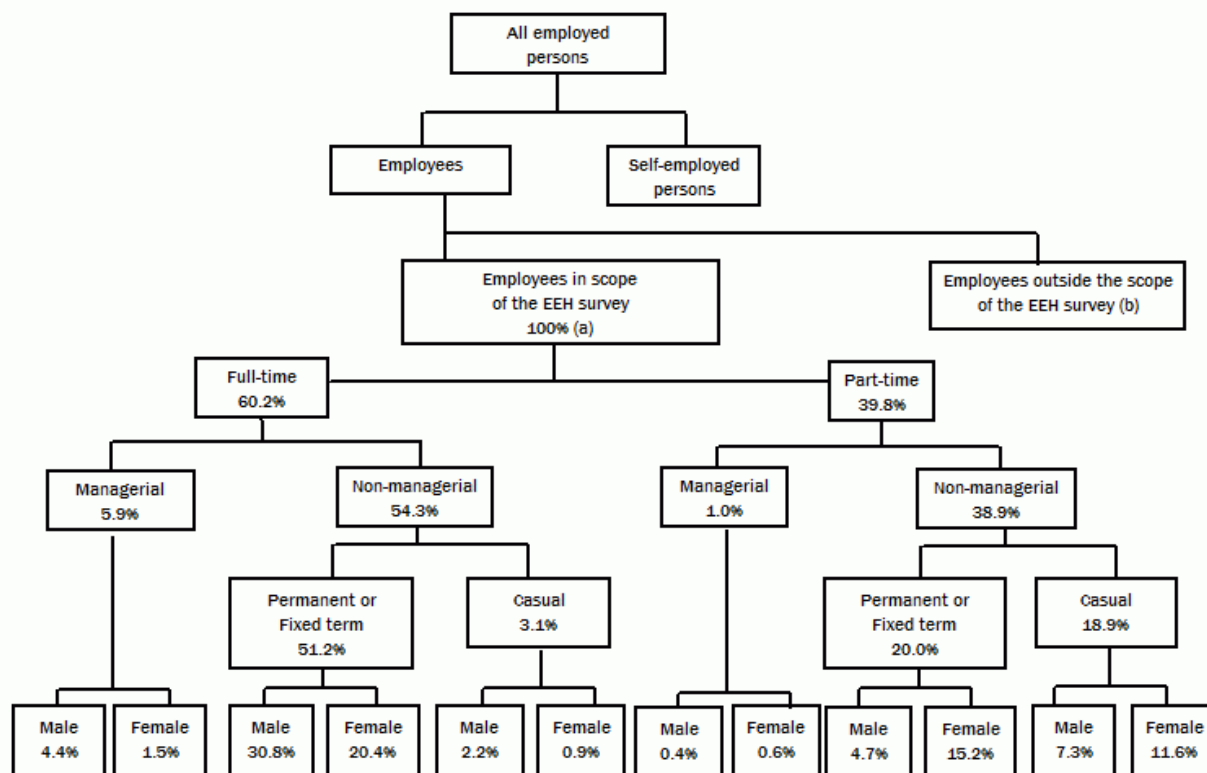 All employed
persons
Employees
Self-employed
persons
Employees in scope
of the EEH survey
100% (a)
Employees outside the scope
of the EEH survey (b)
Full-time
60.2%
Part-time
39.8%
Managerial
5.9%
Non-managerial
54.3%
Managerial
1.0%
Non-managerial
38.9%
Permanent or
Fixed term
51.2%
Casual
3.1%
Permanent or
Fixed term
20.0%
Casual
18.9%
Male
4.4%
Female
1.5%
Male
30.8%
Female
20.4%
Male
2.2%
Female
0.9%
Male
0.4%
Female
0.6%
Male
4.7%
Female
15.2%
Male
7.3%
Female
11.6%